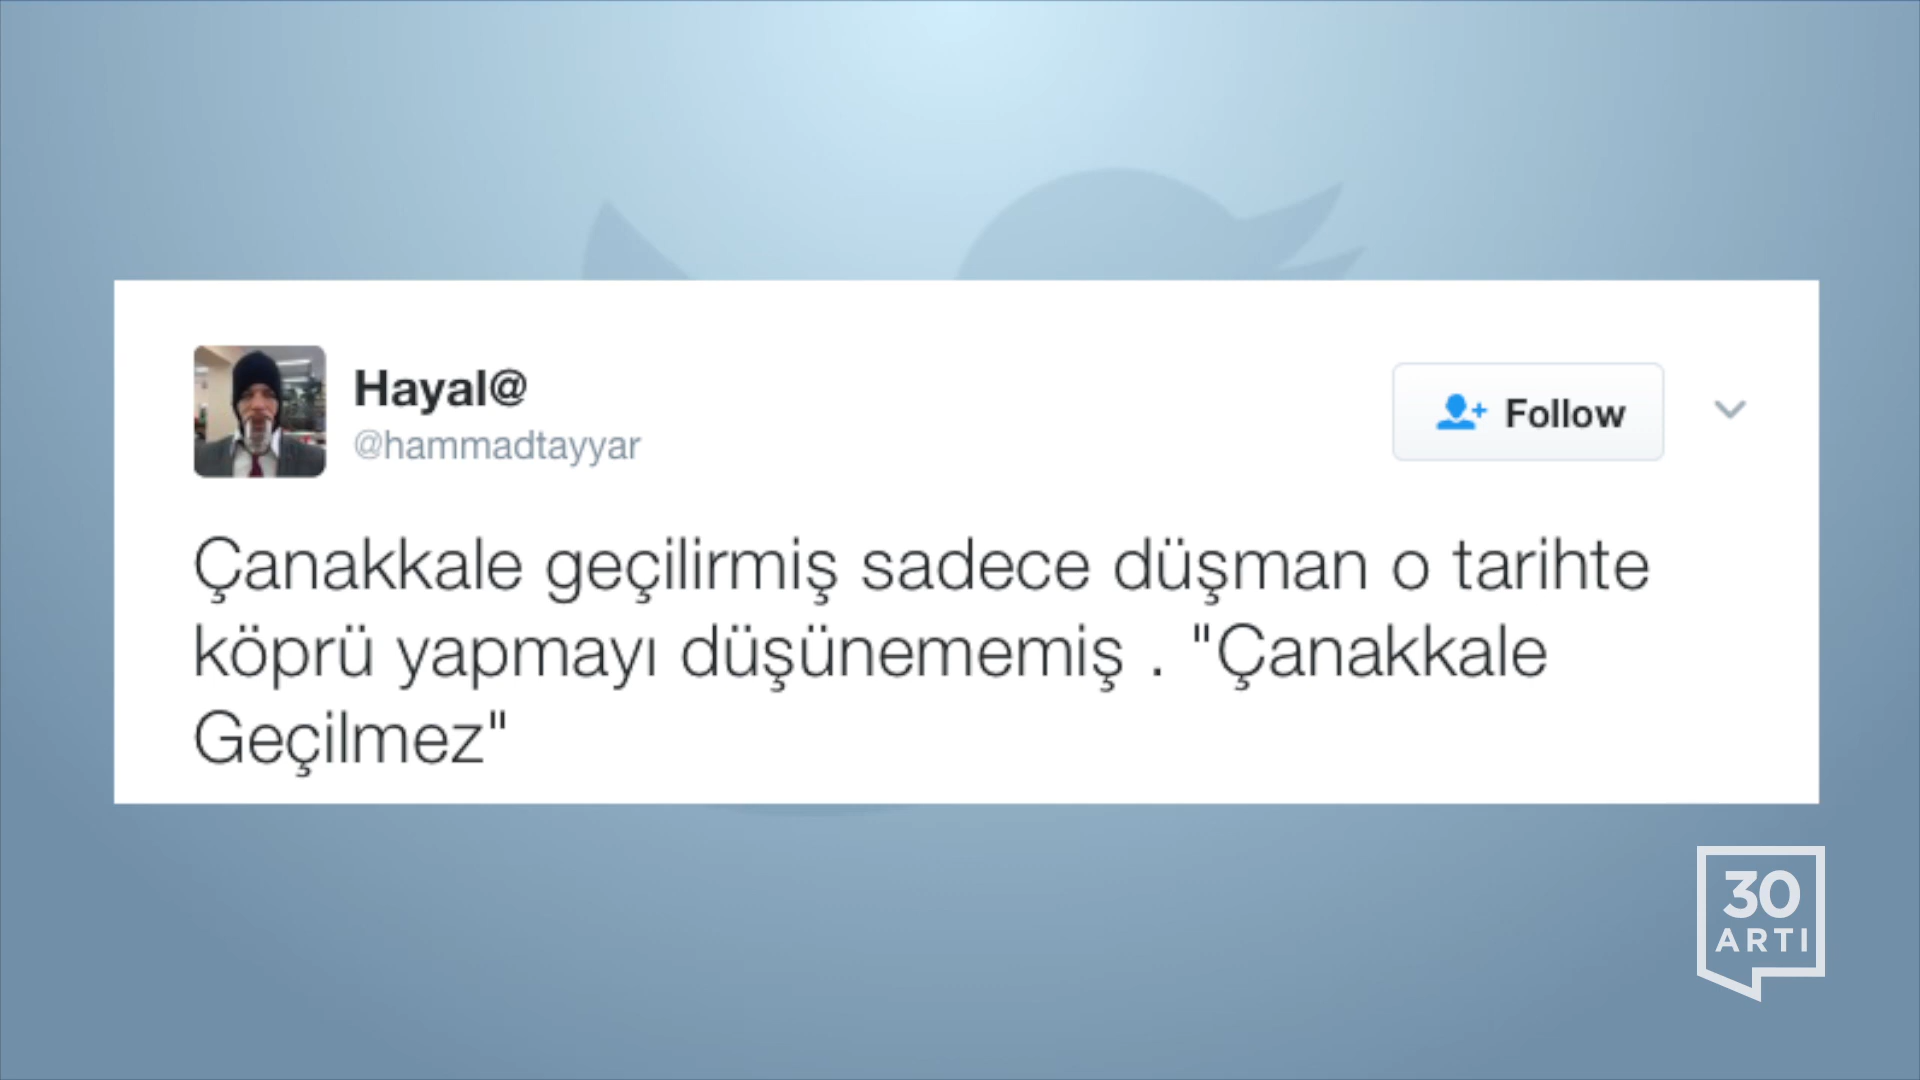 Hayal@
@hammadtayyar
Follow
Çanakkale geçilirmiş sadece düşman o tarihte
köprü yapmayı düşünememiş . "Çanakkale
Geçilmez"
30
ARTI